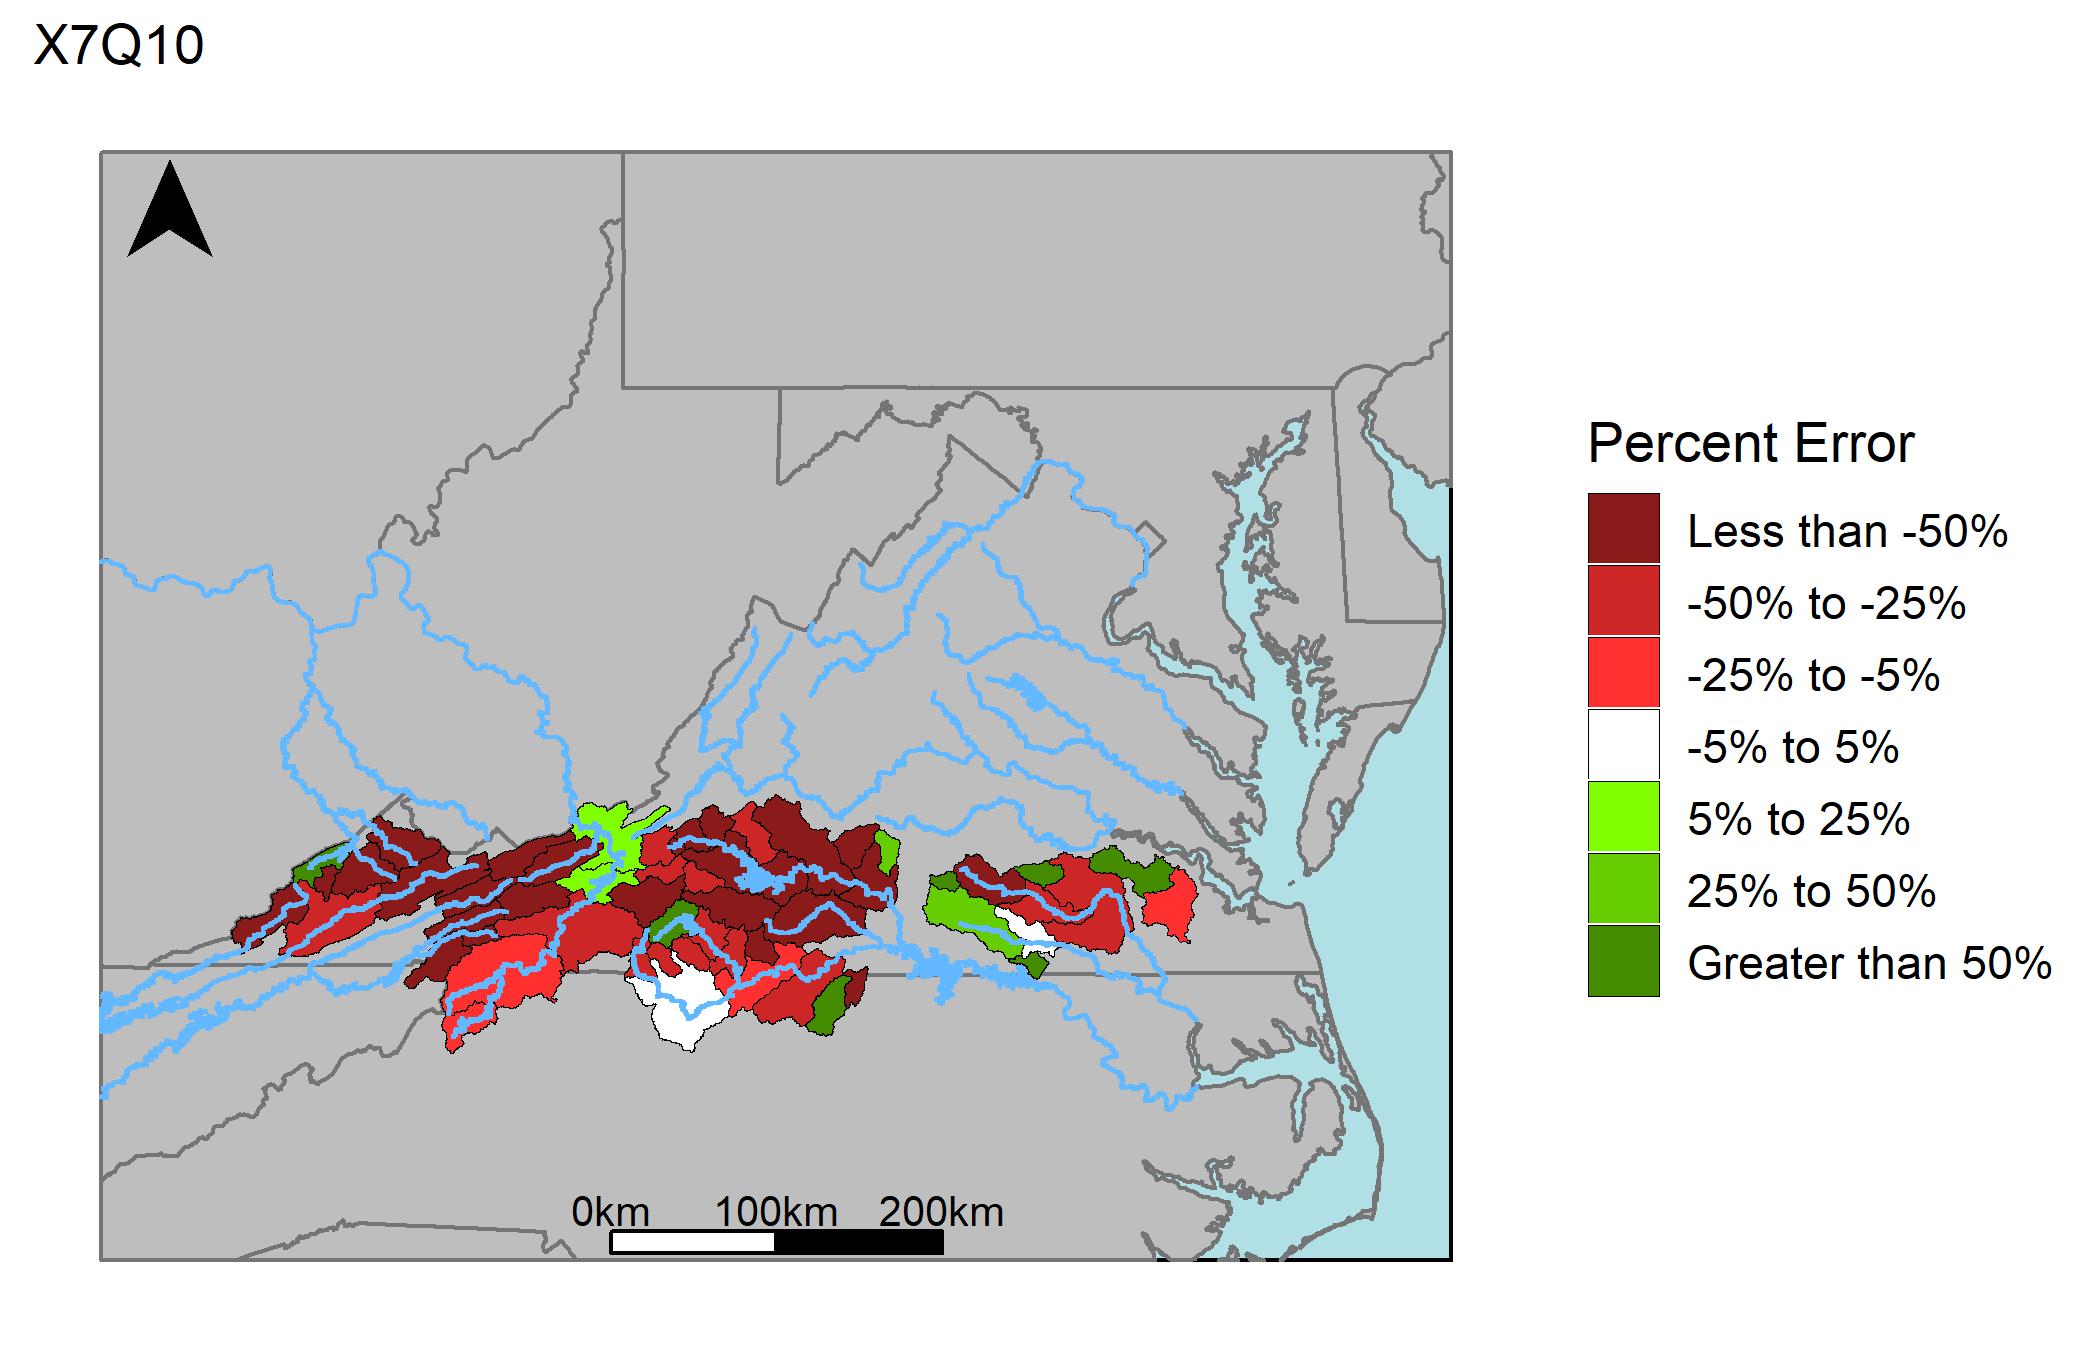 X7Q10
Percent Error
Less than -50%
-50% to -25%
-25% to -5%
-5% to 5%
5% to 25%
25% to 50%
Greater than 50%
0km 100km 200km